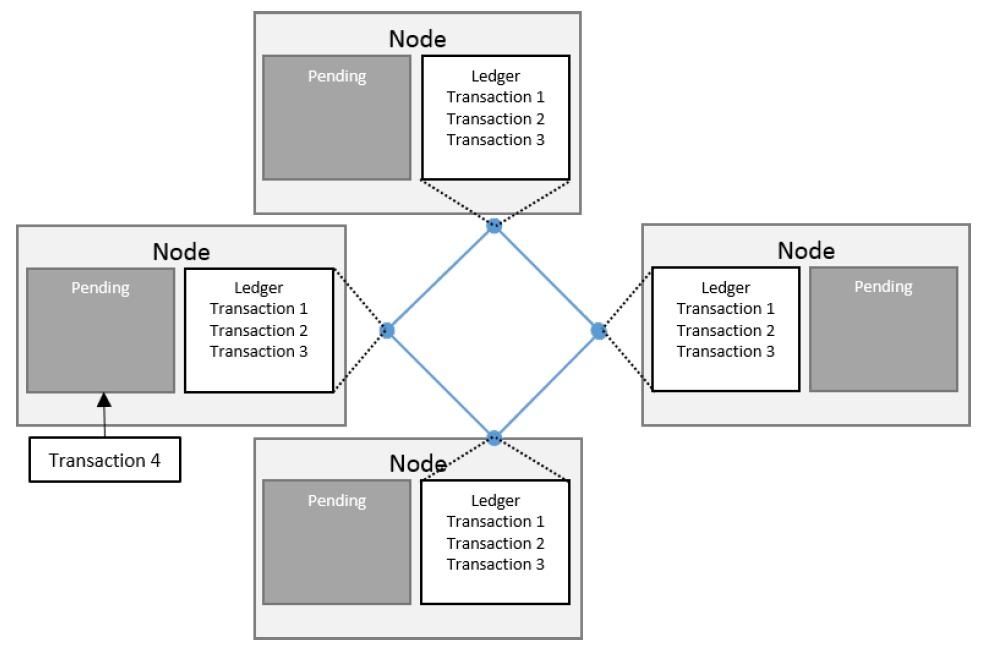 Node
Pending
Ledger
Transaction 1
Transaction 2
Transaction 3
Node
Pending
Ledger
Transaction 1
Transaction 2
Transaction 3
Transaction 4
Node
Ledger
Transaction 1
Transaction 2
Transaction 3
Pending
Node
Pending
Ledger
Transaction 1
Transaction 2
Transaction 3